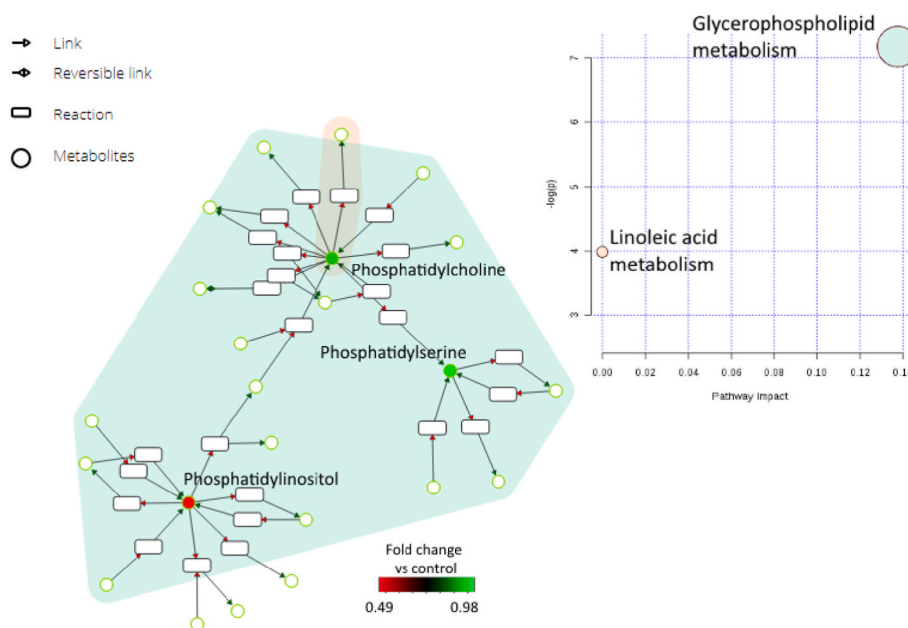 Link
Reversible link
Reaction
Metabolites
Phosphatidylcholine
Phosphatidylserine
Phosphatidylinositol
Fold change
vs control
0.49
0.98
Glycerophospholipid
metabolism
Linoleic acid
metabolism
-log(p)
7
6
5
4
3
0.00
0.02
0.04
0.06
0.08
0.10
0.12
0.1
Pathway Impact